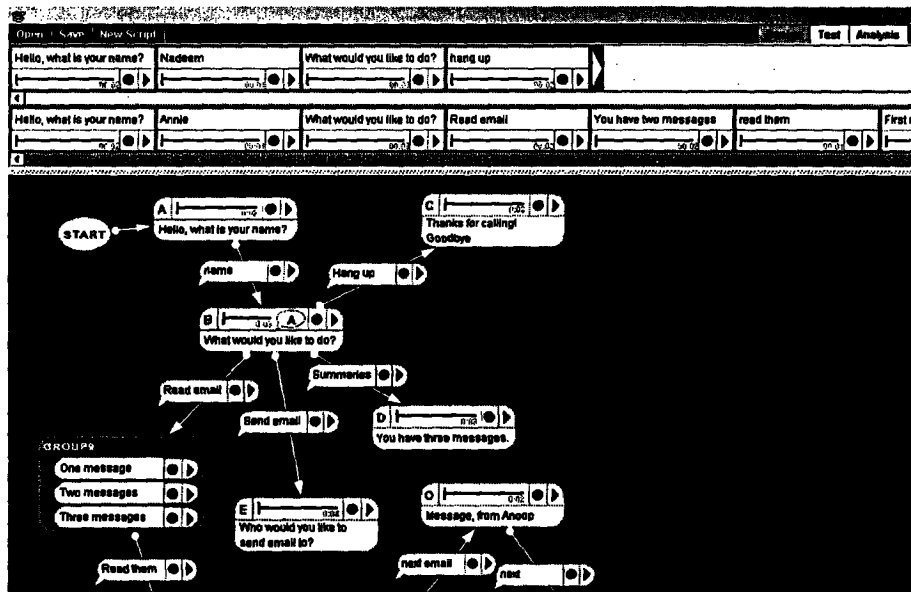 Open Save New Script Test Analysis
Hello, what is your name? Nadeem What would you like to do? hang up
Hello, what is your name? Annie What would you like to do? Read email You have two messages read them First
START
A
Hello, what is your name?
C
Thanks for calling!
Goodbye
name
Hang up
B A
What would you like to do?
Read email
Summaries
Send email
D
You have three messages.
GROUP9
One message
Two messages
Three messages
E
Who would you like to
send email to?
O
Message, from Anoop
Read them
next email
next